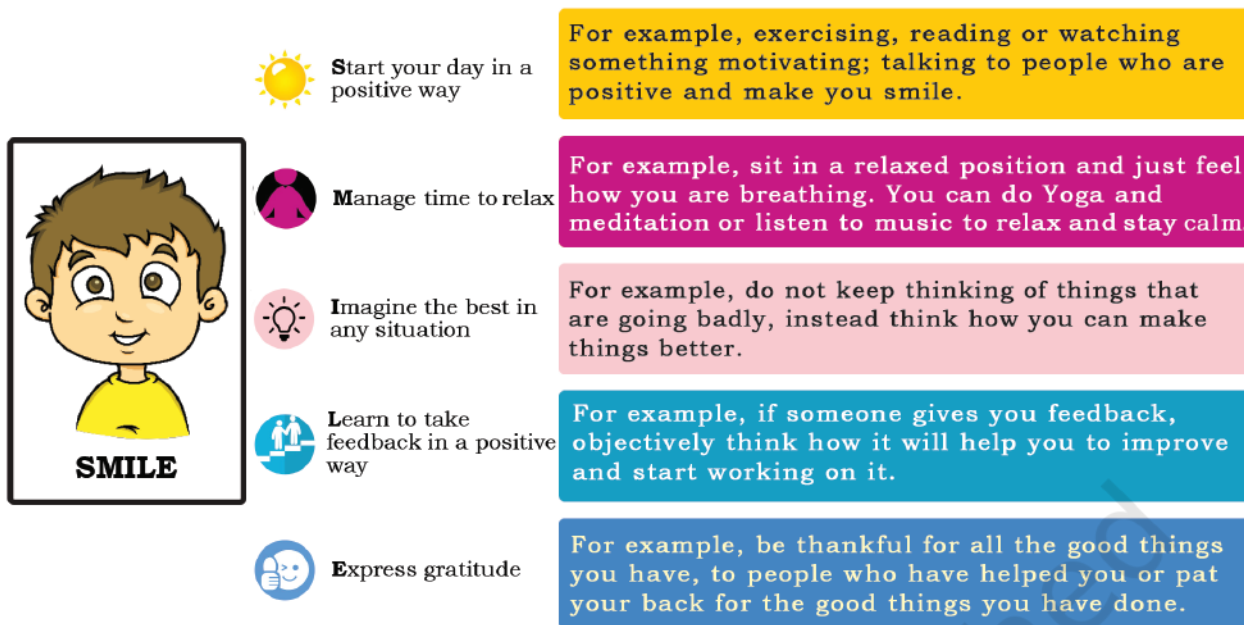 Start your day in a
positive way
For example, exercising, reading or watching
something motivating; talking to people who are
positive and make you smile.
Manage time to relax
For example, sit in a relaxed position and just feel
how you are breathing. You can do Yoga and
meditation or listen to music to relax and stay calm.
Imagine the best in
any situation
For example, do not keep thinking of things that
are going badly, instead think how you can make
things better.
Learn to take
feedback in a positive
way
For example, if someone gives you feedback,
objectively think how it will help you to improve
and start working on it.
SMILE
Express gratitude
For example, be thankful for all the good things
you have, to people who have helped you or pat
your back for the good things you have done.